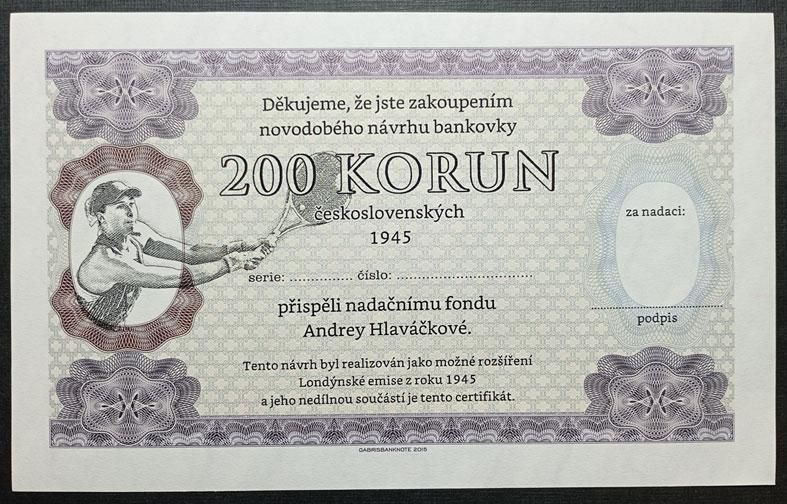 Děkujeme, že jste zakoupením
novodobého návrhu bankovky
200 KORUN
československých
1945
serie: .............. číslo: ..............................
přispěli nadačnímu fondu
Andrey Hlaváčkové.
Tento návrh byl realizován jako možné rozšíření
Londýnské emise z roku 1945
a jeho nedílnou součástí je tento certifikát.
za nadaci:
..............................
podpis
GABRISBANKNOTE 2015